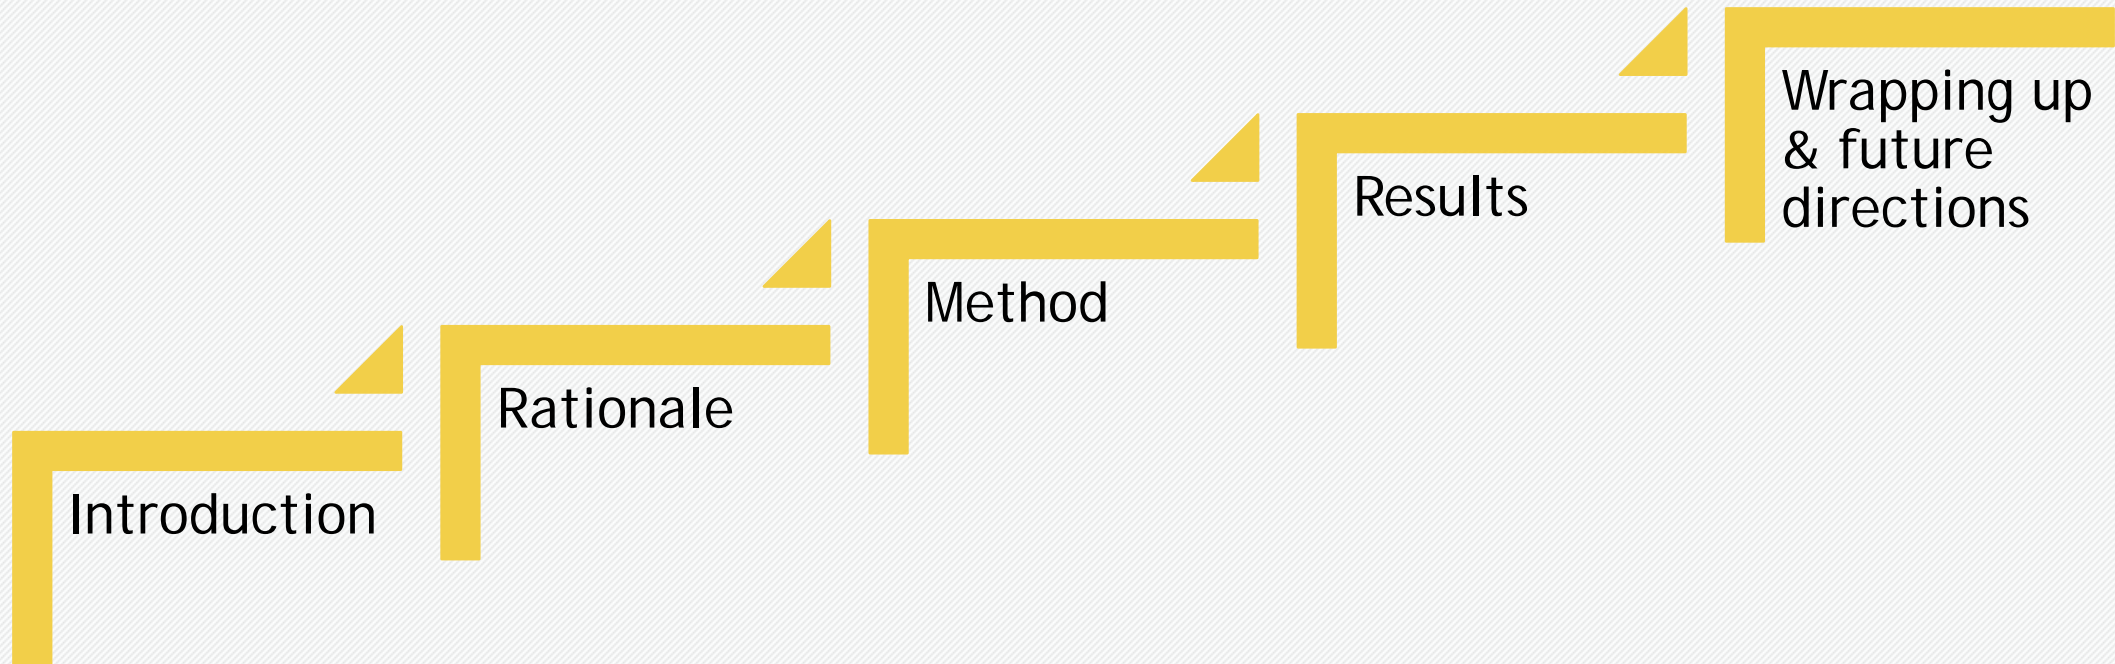 Introduction
Rationale
Method
Results
Wrapping up
& future
directions